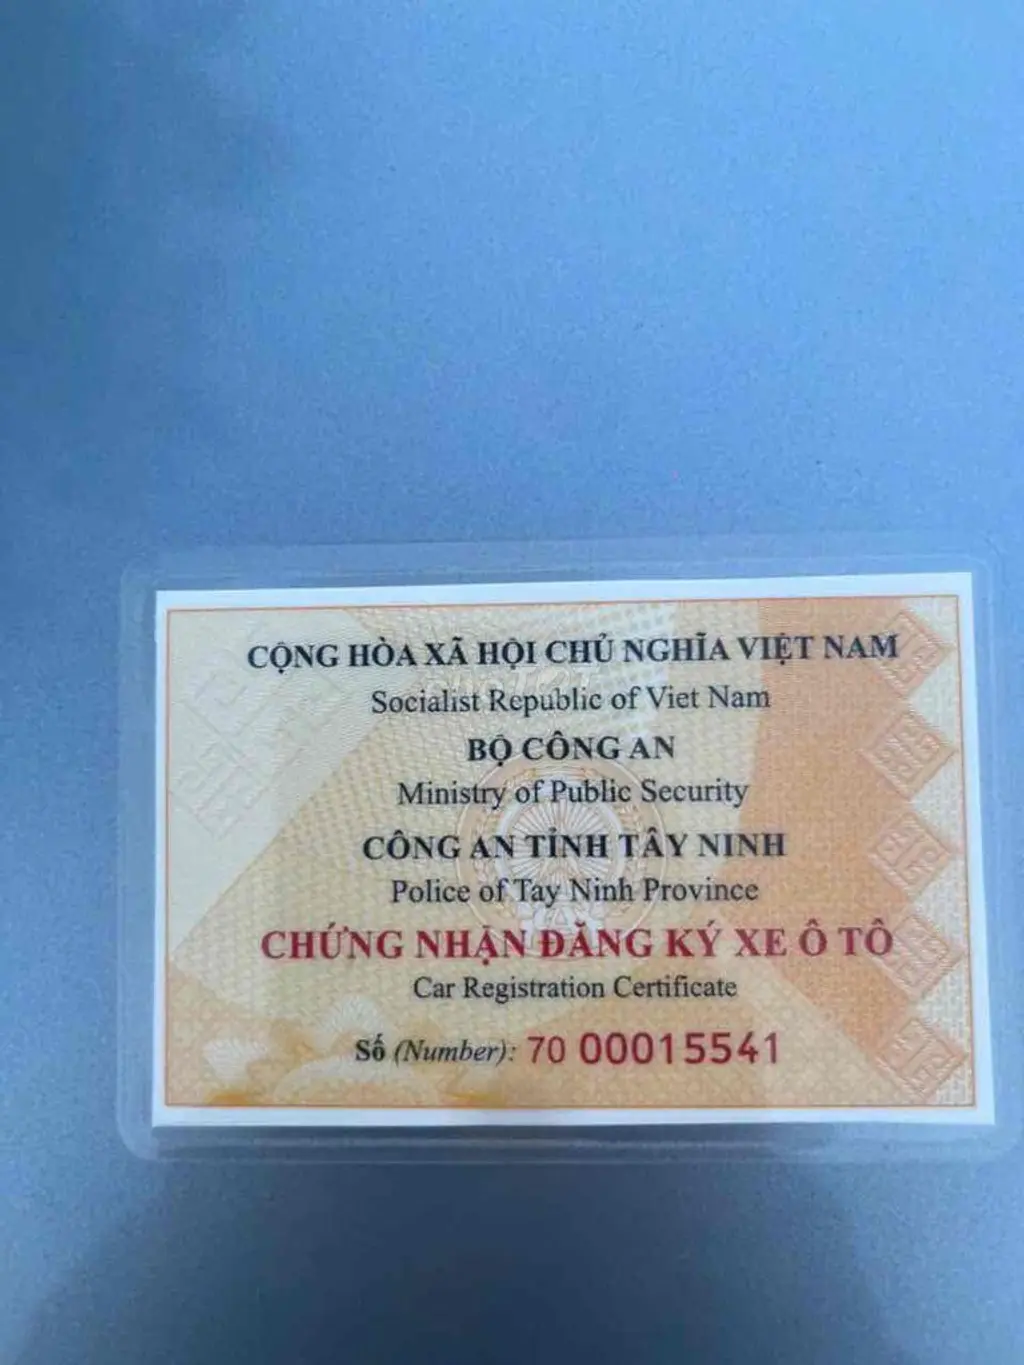 CỘNG HÒA XÃ HỘI CHỦ NGHĨA VIỆT NAM
Socialist Republic of Viet Nam
BỘ CÔNG AN
Ministry of Public Security
CÔNG AN TỈNH TÂY NINH
Police of Tay Ninh Province
CHỨNG NHẬN ĐĂNG KÝ XE Ô TÔ
Car Registration Certificate
Số (Number): 70 00015541